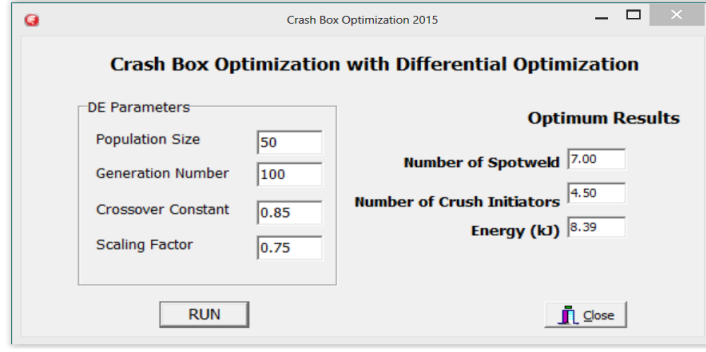 Crash Box Optimization 2015
Crash Box Optimization with Differential Optimization
DE Parameters
Population Size 50
Generation Number 100
Crossover Constant 0.85
Scaling Factor 0.75
RUN
Optimum Results
Number of Spotweld 7.00
Number of Crush Initiators 4.50
Energy (kJ) 8.39
Close